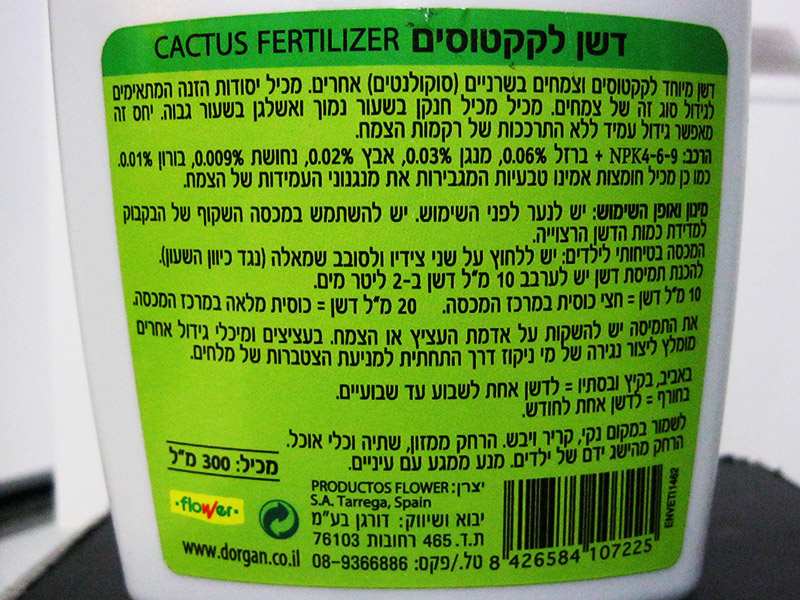 דשן לקקטוסים CACTUS FERTILIZER
דשן מיוחד לקקטוסים וצמחים בשרניים (סוקולנטים) אחרים. מכיל יסודות הזנה המתאימים
לגידול סוג זה של צמחים. מכיל מכיל חנקן בשעור נמוך ואשלגן בשעור גבוה. יחס זה
מאפשר גידול עמיד ללא התרככות של רקמות הצמח.
הרכב: NPK4-6-9 + ברזל 0.06%, מנגן 0.03%, אבץ 0.02%, נחושת 0.009%, בורון 0.01%.
כמו כן מכיל חומצות אמינו טבעיות המגבירות את מנגנוני העמידות של הצמח.
מינון ואופן השימוש: יש לנער לפני השימוש. יש להשתמש במכסה השקוף של הבקבוק
למדידת כמות הדשן הרצוייה.
המכסה בטיחותי לילדים: יש ללחוץ על שני צידיו ולסובב שמאלה (נגד כיוון השעון).
להכנת תמיסת דשן יש לערבב 10 מ"ל דשן ב-2 ליטר מים.
10 מ"ל דשן = חצי כוסית במרכז המכסה. 20 מ"ל דשן = כוסית מלאה במרכז המכסה.
את התמיסה יש להשקות על אדמת העציץ או הצמח. בעציצים ומיכלי גידול אחרים
מומלץ ליצור נגירה של מי ניקוז דרך התחתית למניעת הצטברות של מלחים.
באביב, בקיץ ובסתיו = לדשן אחת לשבוע עד שבועיים.
בחורף = לדשן אחת לחודש.
לשמור במקום נקי, קריר ויבש. הרחק ממזון, שתיה וכלי אוכל.
הרחק מהישג ידם של ילדים. מנע ממגע עם עיניים.
מכיל: 300 מ"ל
יצרן: PRODUCTOS FLOWER
S.A. Tarrega, Spain
יבוא ושיווק: דורגן בע"מ
ת.ד. 465 רחובות 76103
טל./פקס: 08-9366886
flower
www.dorgan.co.il
8 426584 107225
ENVETI1462